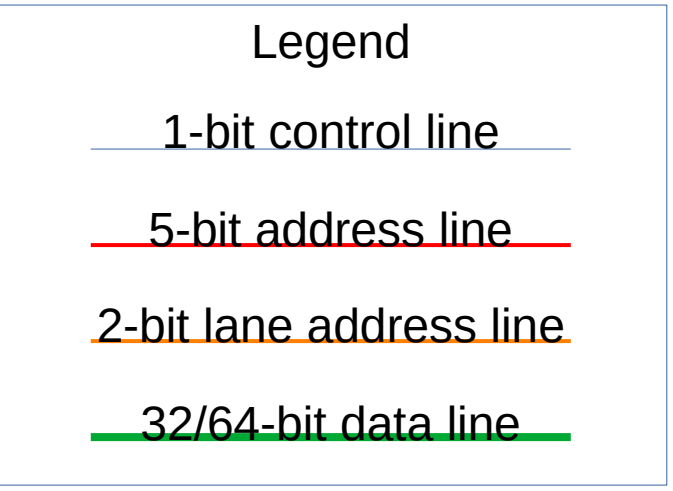 Legend
1-bit control line
5-bit address line
2-bit lane address line
32/64-bit data line